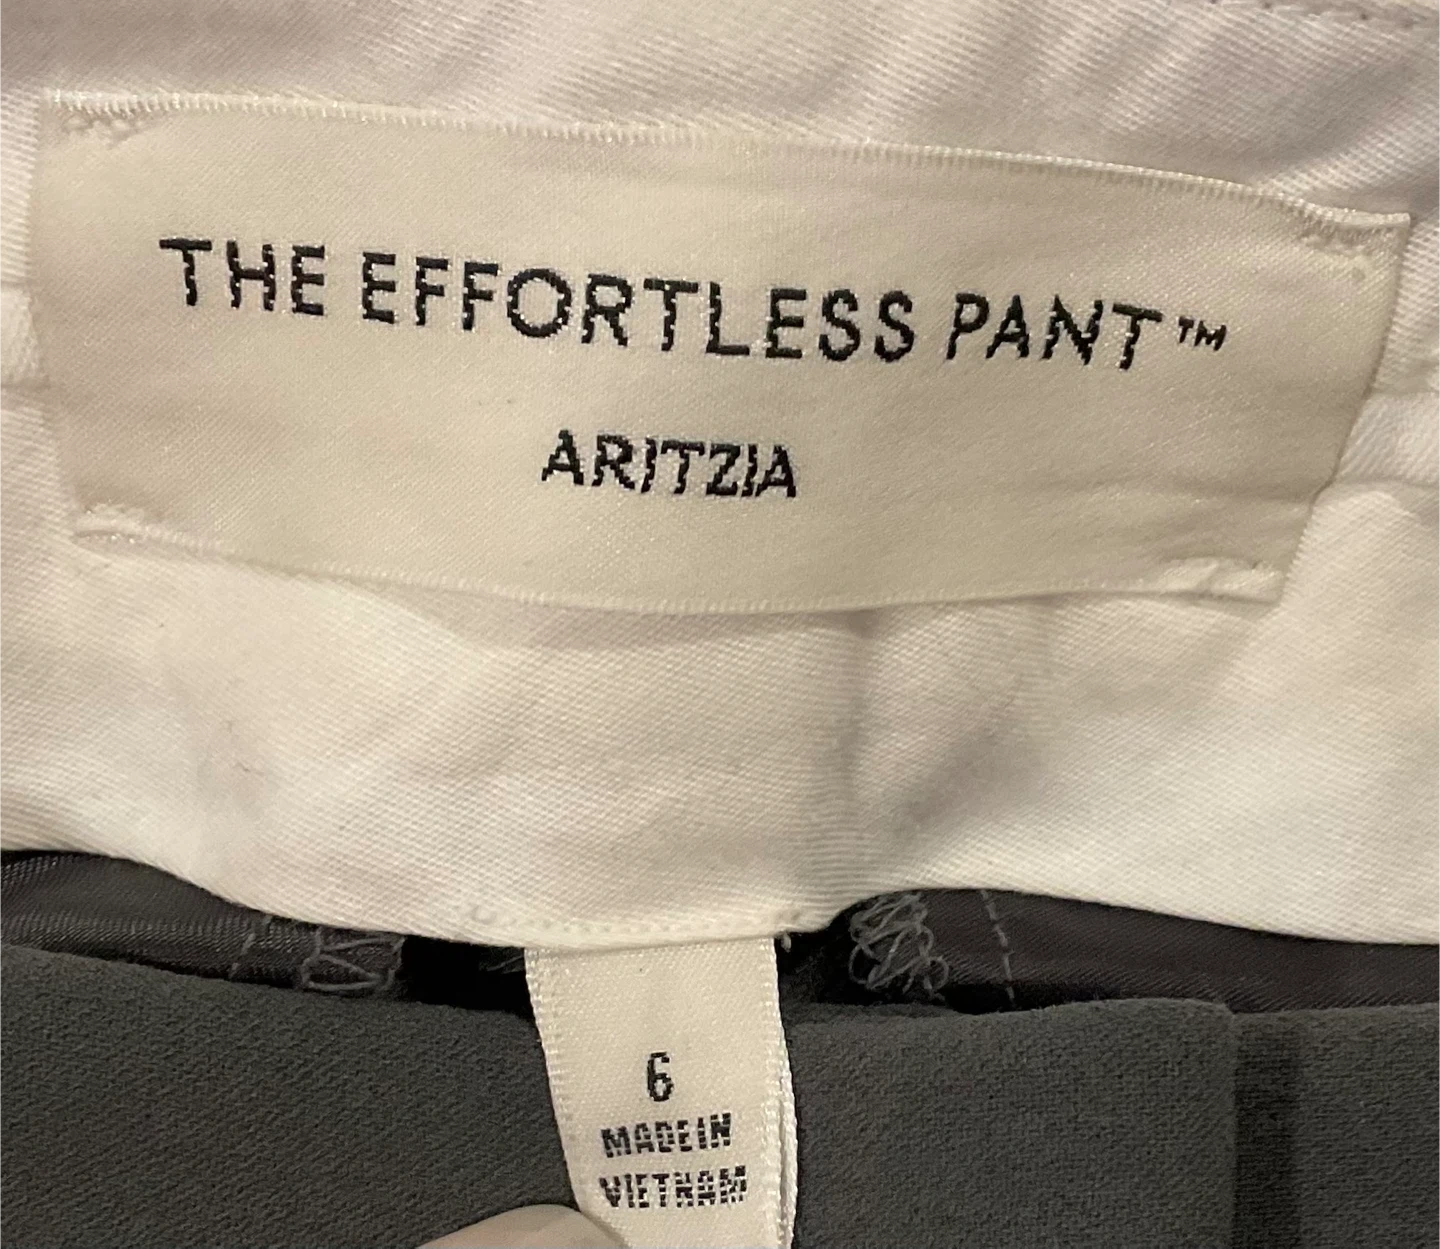 THE EFFORTLESS PANT™
ARITZIA
6
MADE IN
VIETNAM